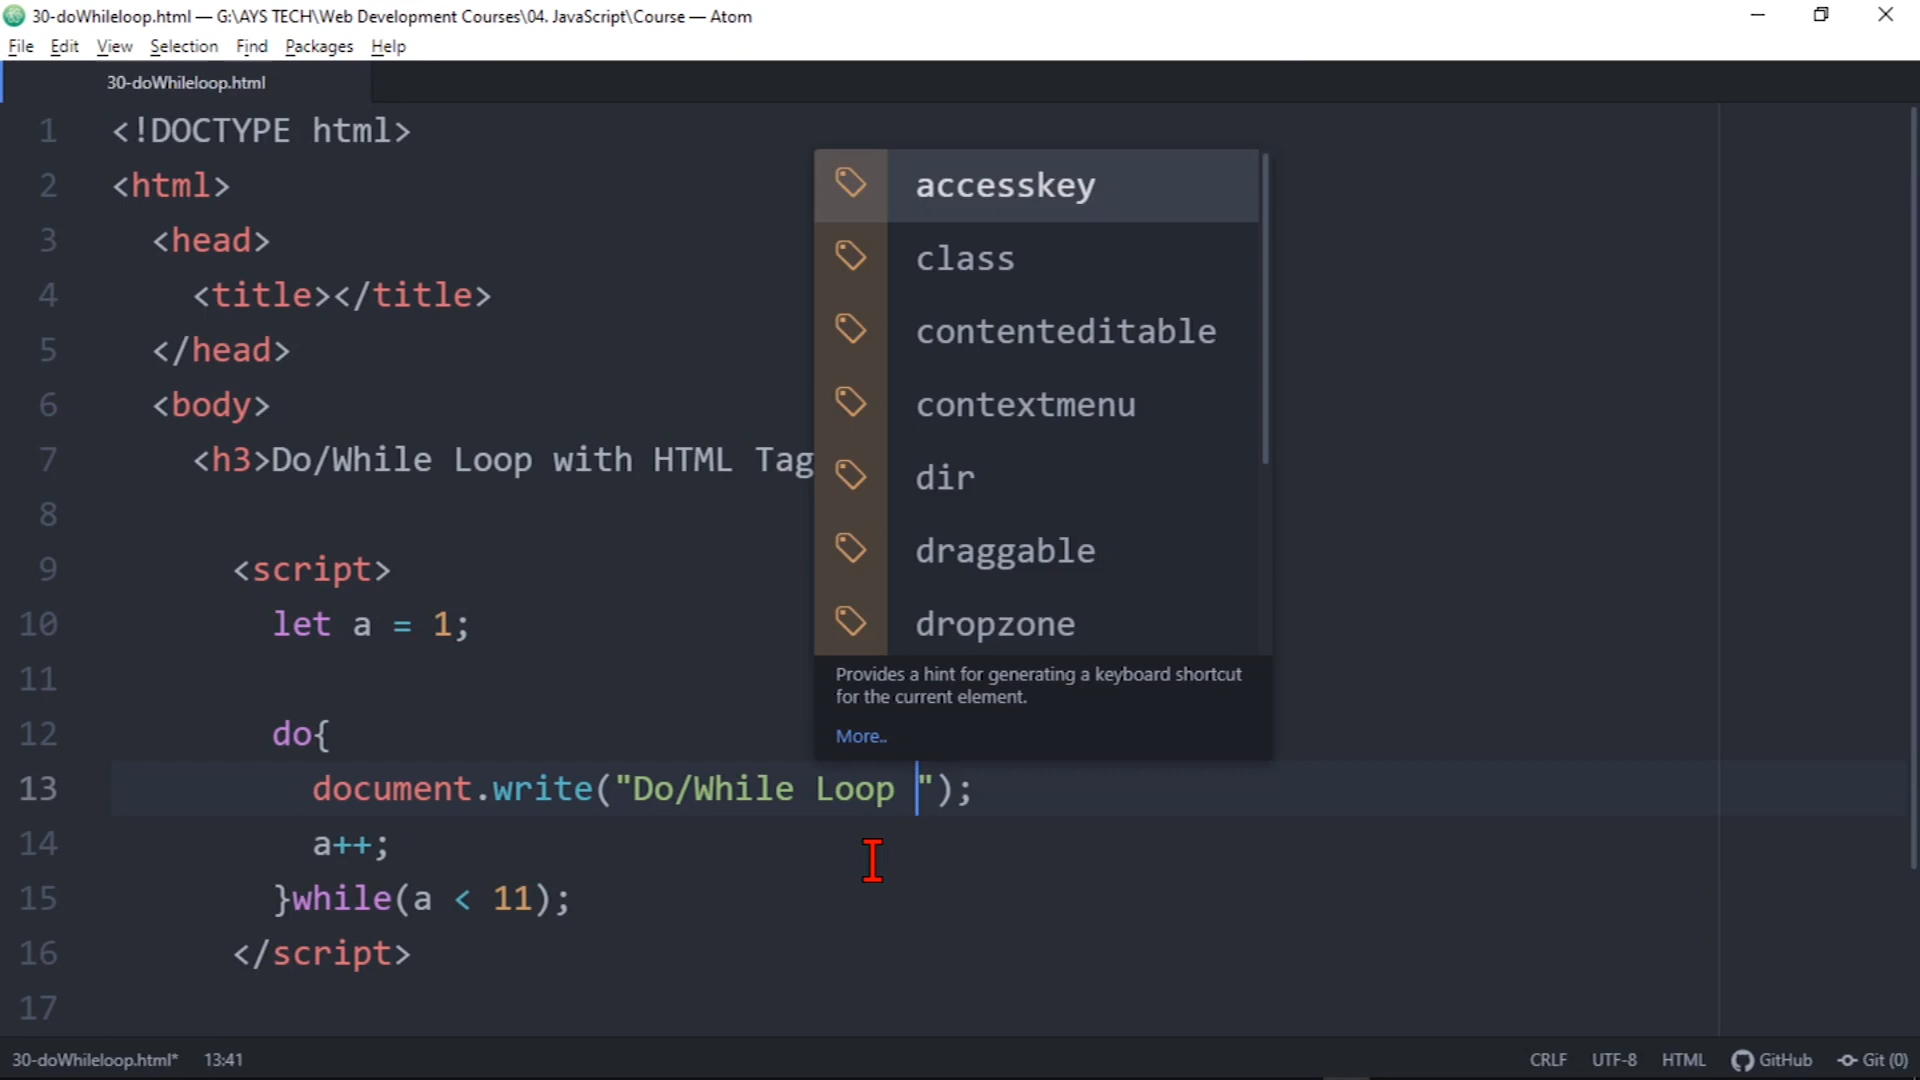 30-doWhileloop.html — G:\AYS TECH\Web Development Courses\04. JavaScript\Course — Atom
File Edit View Selection Find Packages Help
30-doWhileloop.html
1 <!DOCTYPE html>
2 <html>
3 <head>
4 <title></title>
5 </head>
6 <body>
7 <h3>Do/While Loop with HTML Tag
8
9 <script>
10 let a = 1;
11
12 do{
13 document.write("Do/While Loop ");
14 a++;
15 }while(a < 11);
16 </script>
17
accesskey
class
contenteditable
contextmenu
dir
draggable
dropzone
Provides a hint for generating a keyboard shortcut
for the current element.
More..
30-doWhileloop.html* 13:41 CRLF UTF-8 HTML GitHub Git (0)